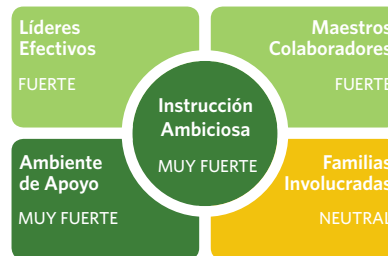 Líderes
Efectivos
FUERTE
Maestros
Colaboradores
FUERTE
Instrucción
Ambiciosa
MUY FUERTE
Ambiente
de Apoyo
MUY FUERTE
Familias
Involucradas
NEUTRAL